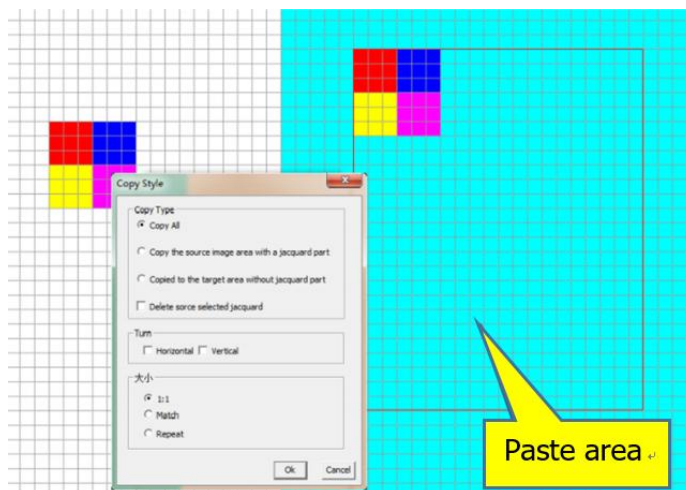 Copy Style
Copy Type
Copy All
Copy the source image area with a jacquard part
Copied to the target area without jacquard part
Delete sorce selected jacquard
Turn
Horizontal Vertical
大小
1:1
Match
Repeat
Ok Cancel
Paste area